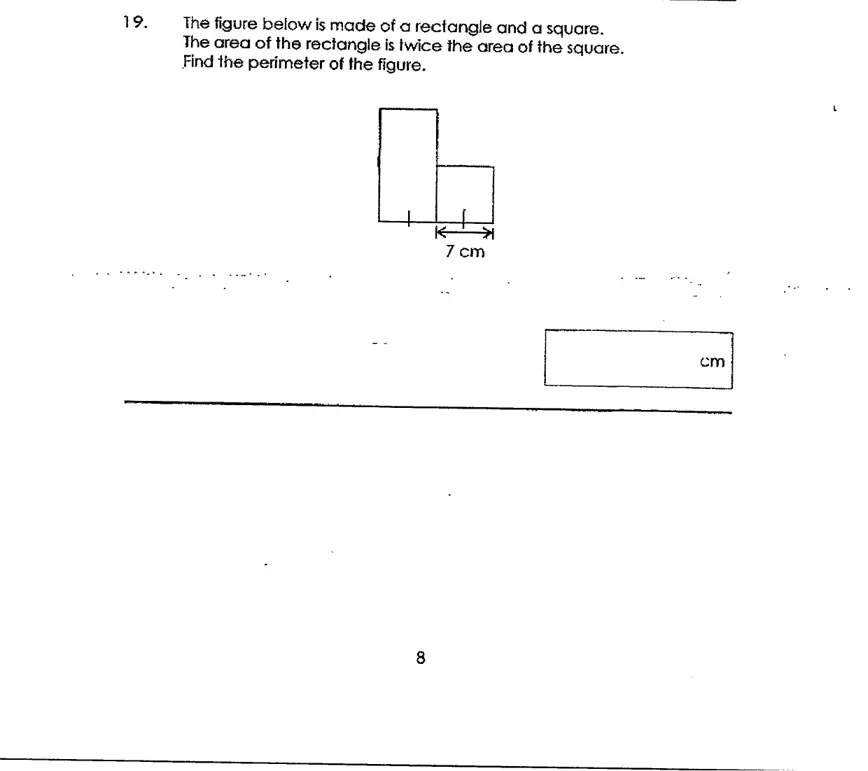 19. The figure below is made of a rectangle and a square.
The area of the rectangle is twice the area of the square.
Find the perimeter of the figure.
7 cm
cm
8